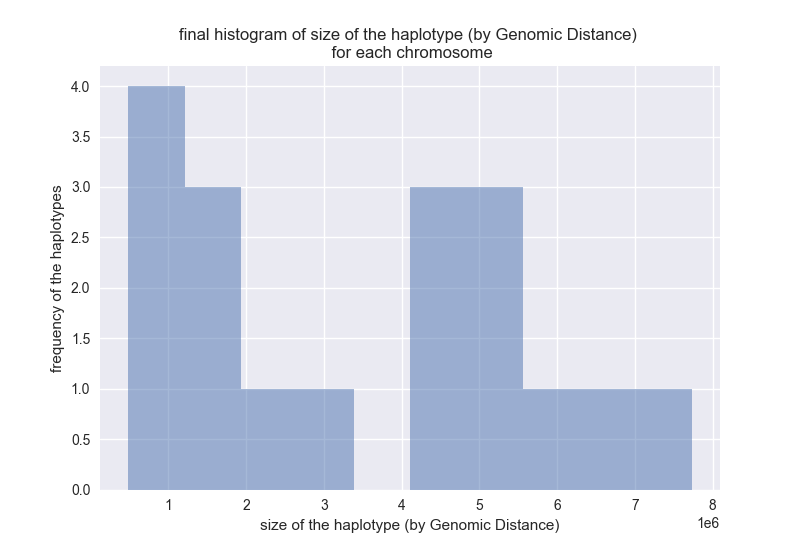 final histogram of size of the haplotype (by Genomic Distance)
for each chromosome
frequency of the haplotypes
4.0
3.5
3.0
2.5
2.0
1.5
1.0
0.5
0.0
1 2 3 4 5 6 7 8
1e6
size of the haplotype (by Genomic Distance)